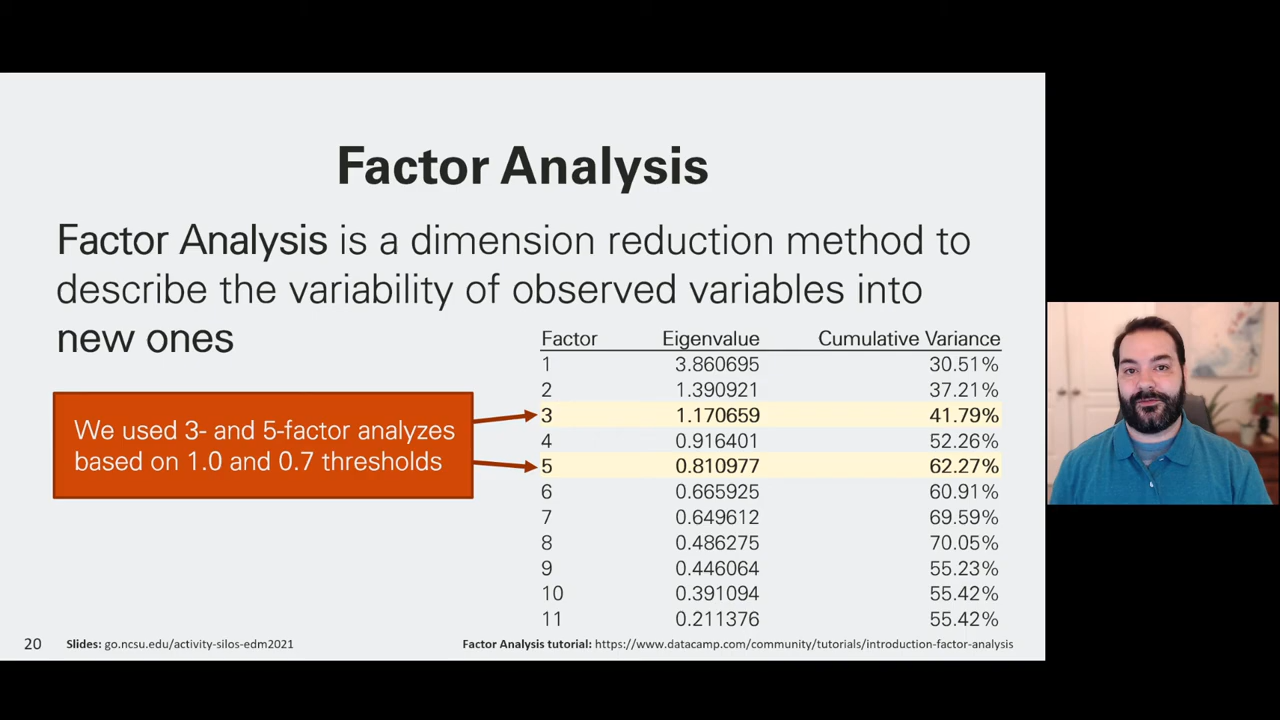 Factor Analysis
Factor Analysis is a dimension reduction method to
describe the variability of observed variables into
new ones
We used 3- and 5-factor analyzes
based on 1.0 and 0.7 thresholds
Factor Eigenvalue Cumulative Variance
1 3.860695 30.51%
2 1.390921 37.21%
3 1.170659 41.79%
4 0.916401 52.26%
5 0.810977 62.27%
6 0.665925 60.91%
7 0.649612 69.59%
8 0.486275 70.05%
9 0.446064 55.23%
10 0.391094 55.42%
11 0.211376 55.42%
20 Slides: go.ncsu.edu/activity-silos-edm2021
Factor Analysis tutorial: https://www.datacamp.com/community/tutorials/introduction-factor-analysis